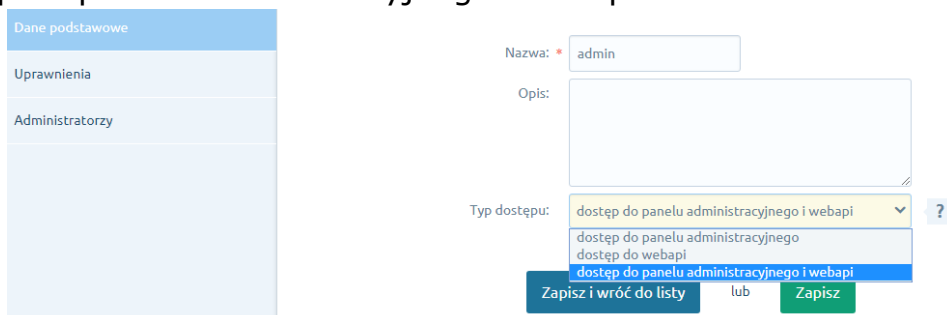 Dane podstawowe
Uprawnienia
Administratorzy
Nazwa: * admin
Opis:
Typ dostępu: dostęp do panelu administracyjnego i webapi ?
dostęp do panelu administracyjnego
dostęp do webapi
dostęp do panelu administracyjnego i webapi
Zapisz i wróć do listy lub Zapisz